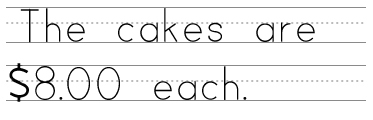 The cakes are
$8.00 each.